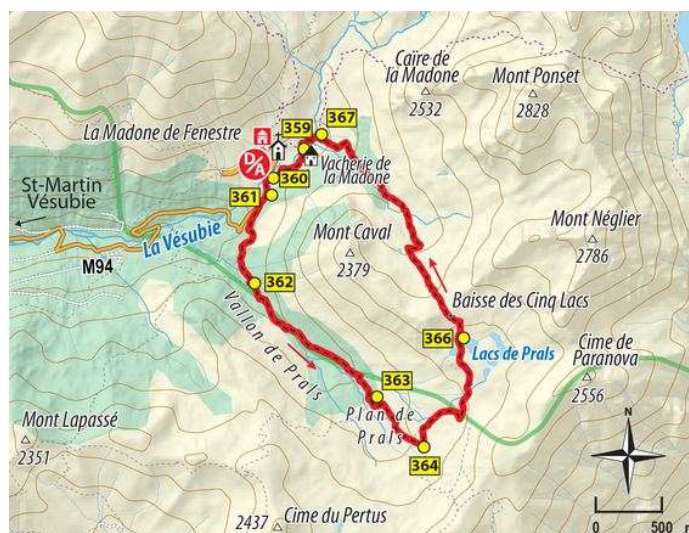 Caïre de
la Madone
2532
Mont Ponset
2828
La Madone de Fenestre
359
367
D/A
Vacherie de
la Madone
360
361
St-Martin
Vésubie
La Vésubie
M94
Mont Caval
2379
Mont Néglier
2786
362
Baisse des Cinq Lacs
Vallon de Prals
366
Lacs de Prals
Cime de
Paranova
2556
363
Plan de
Prals
364
Mont Lapassé
2351
N
2437
Cime du Pertus
0
500